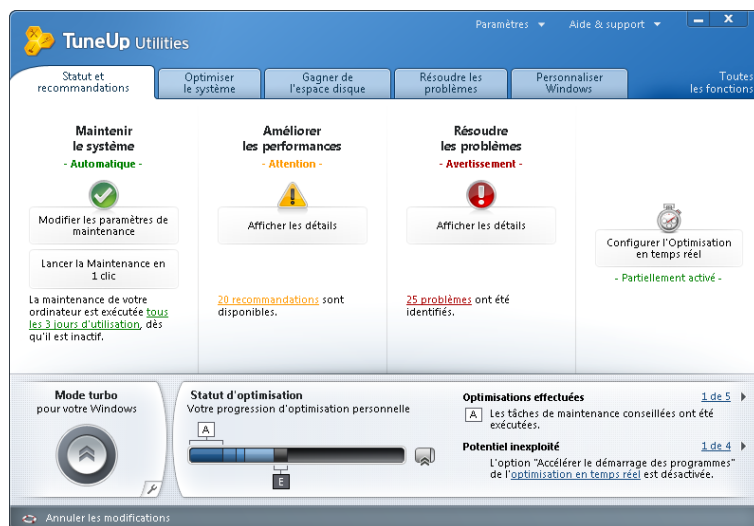 Paramètres
Aide & support
TuneUp Utilities
Statut et
recommandations
Optimiser
le système
Gagner de
l'espace disque
Résoudre les
problèmes
Personnaliser
Windows
Toutes
les fonctions
Maintenir
le système
- Automatique -
Modifier les paramètres de
maintenance
Lancer la Maintenance en
1 clic
La maintenance de votre
ordinateur est exécutée tous
les 3 jours d'utilisation, dès
qu'il est inactif.
Améliorer
les performances
- Attention -
Afficher les détails
20 recommandations sont
disponibles.
Résoudre
les problèmes
- Avertissement -
Afficher les détails
25 problèmes ont été
identifiés.
Configurer l'Optimisation
en temps réel
- Partiellement activé -
Mode turbo
pour votre Windows
Statut d'optimisation
Votre progression d'optimisation personnelle
A
E
Optimisations effectuées
1 de 5
A Les tâches de maintenance conseillées ont été
exécutées.
Potentiel inexploité
1 de 4
L'option "Accélérer le démarrage des programmes"
de l'optimisation en temps réel est désactivée.
Annuler les modifications